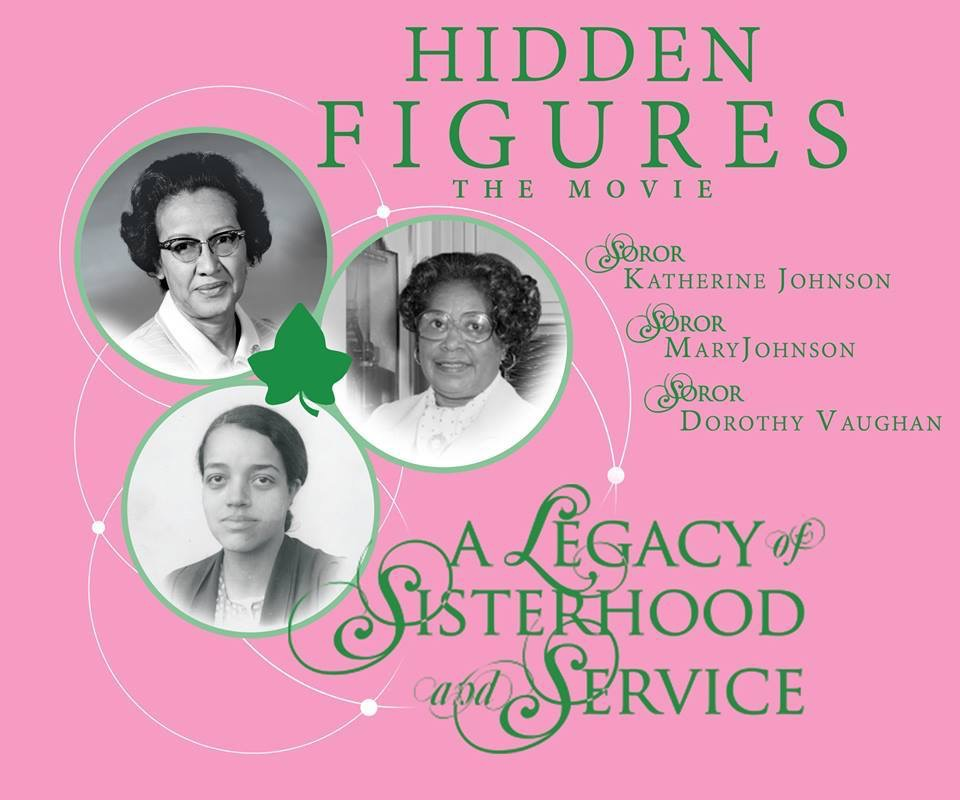 HIDDEN
FIGURES
THE MOVIE
SOROR
KATHERINE JOHNSON
SOROR
MARYJOHNSON
SOROR
DOROTHY VAUGHAN
A LEGACY of
SISTERHOOD
and SERVICE